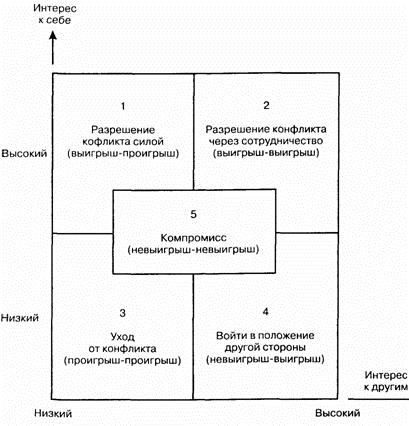 Интерес
к себе
1
Разрешение
кофликта силой
(выигрыш-проигрыш)
2
Разрешение конфликта
через сотрудничество
(выигрыш-выигрыш)
Высокий
5
Компромисс
(невыигрыш-невыигрыш)
Низкий
3
Уход
от конфликта
(проигрыш-проигрыш)
4
Войти в положение
другой стороны
(невыигрыш-выигрыш)
Интерес
к другим
Низкий
Высокий